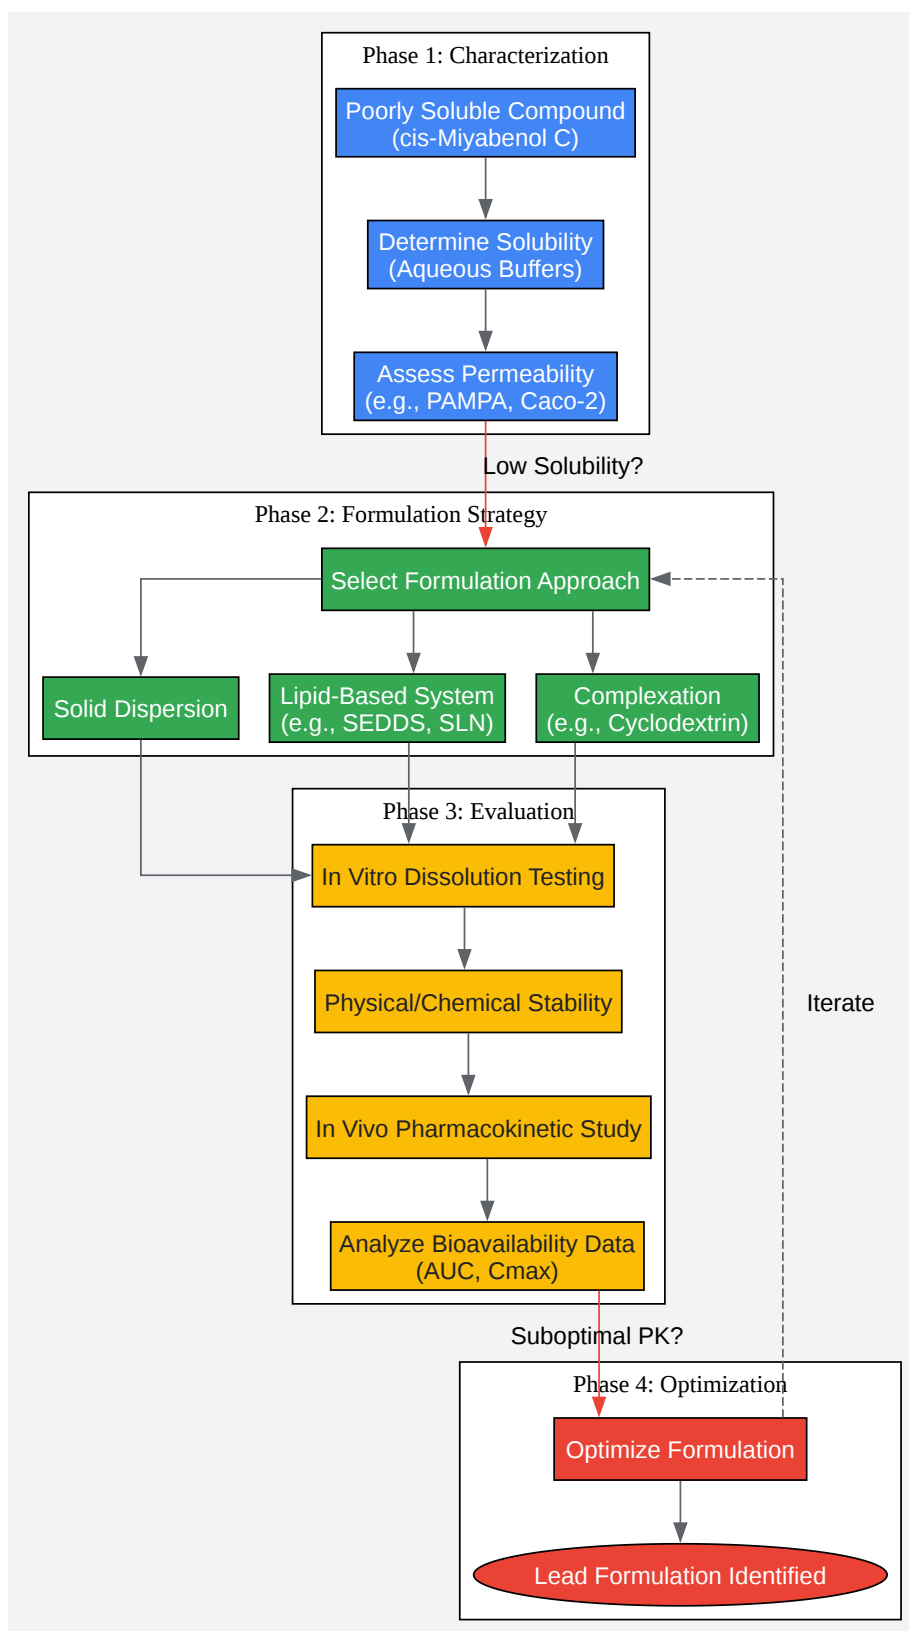 Phase 1: Characterization
Poorly Soluble Compound
(cis-Miyabenol C)
Determine Solubility
(Aqueous Buffers)
Assess Permeability
(e.g., PAMPA, Caco-2)
Low Solubility?
Phase 2: Formulation Strategy
Select Formulation Approach
Solid Dispersion
Lipid-Based System
(e.g., SEDDS, SLN)
Complexation
(e.g., Cyclodextrin)
Phase 3: Evaluation
In Vitro Dissolution Testing
Physical/Chemical Stability
Iterate
In Vivo Pharmacokinetic Study
Analyze Bioavailability Data
(AUC, Cmax)
Suboptimal PK?
Phase 4: Optimization
Optimize Formulation
Lead Formulation Identified